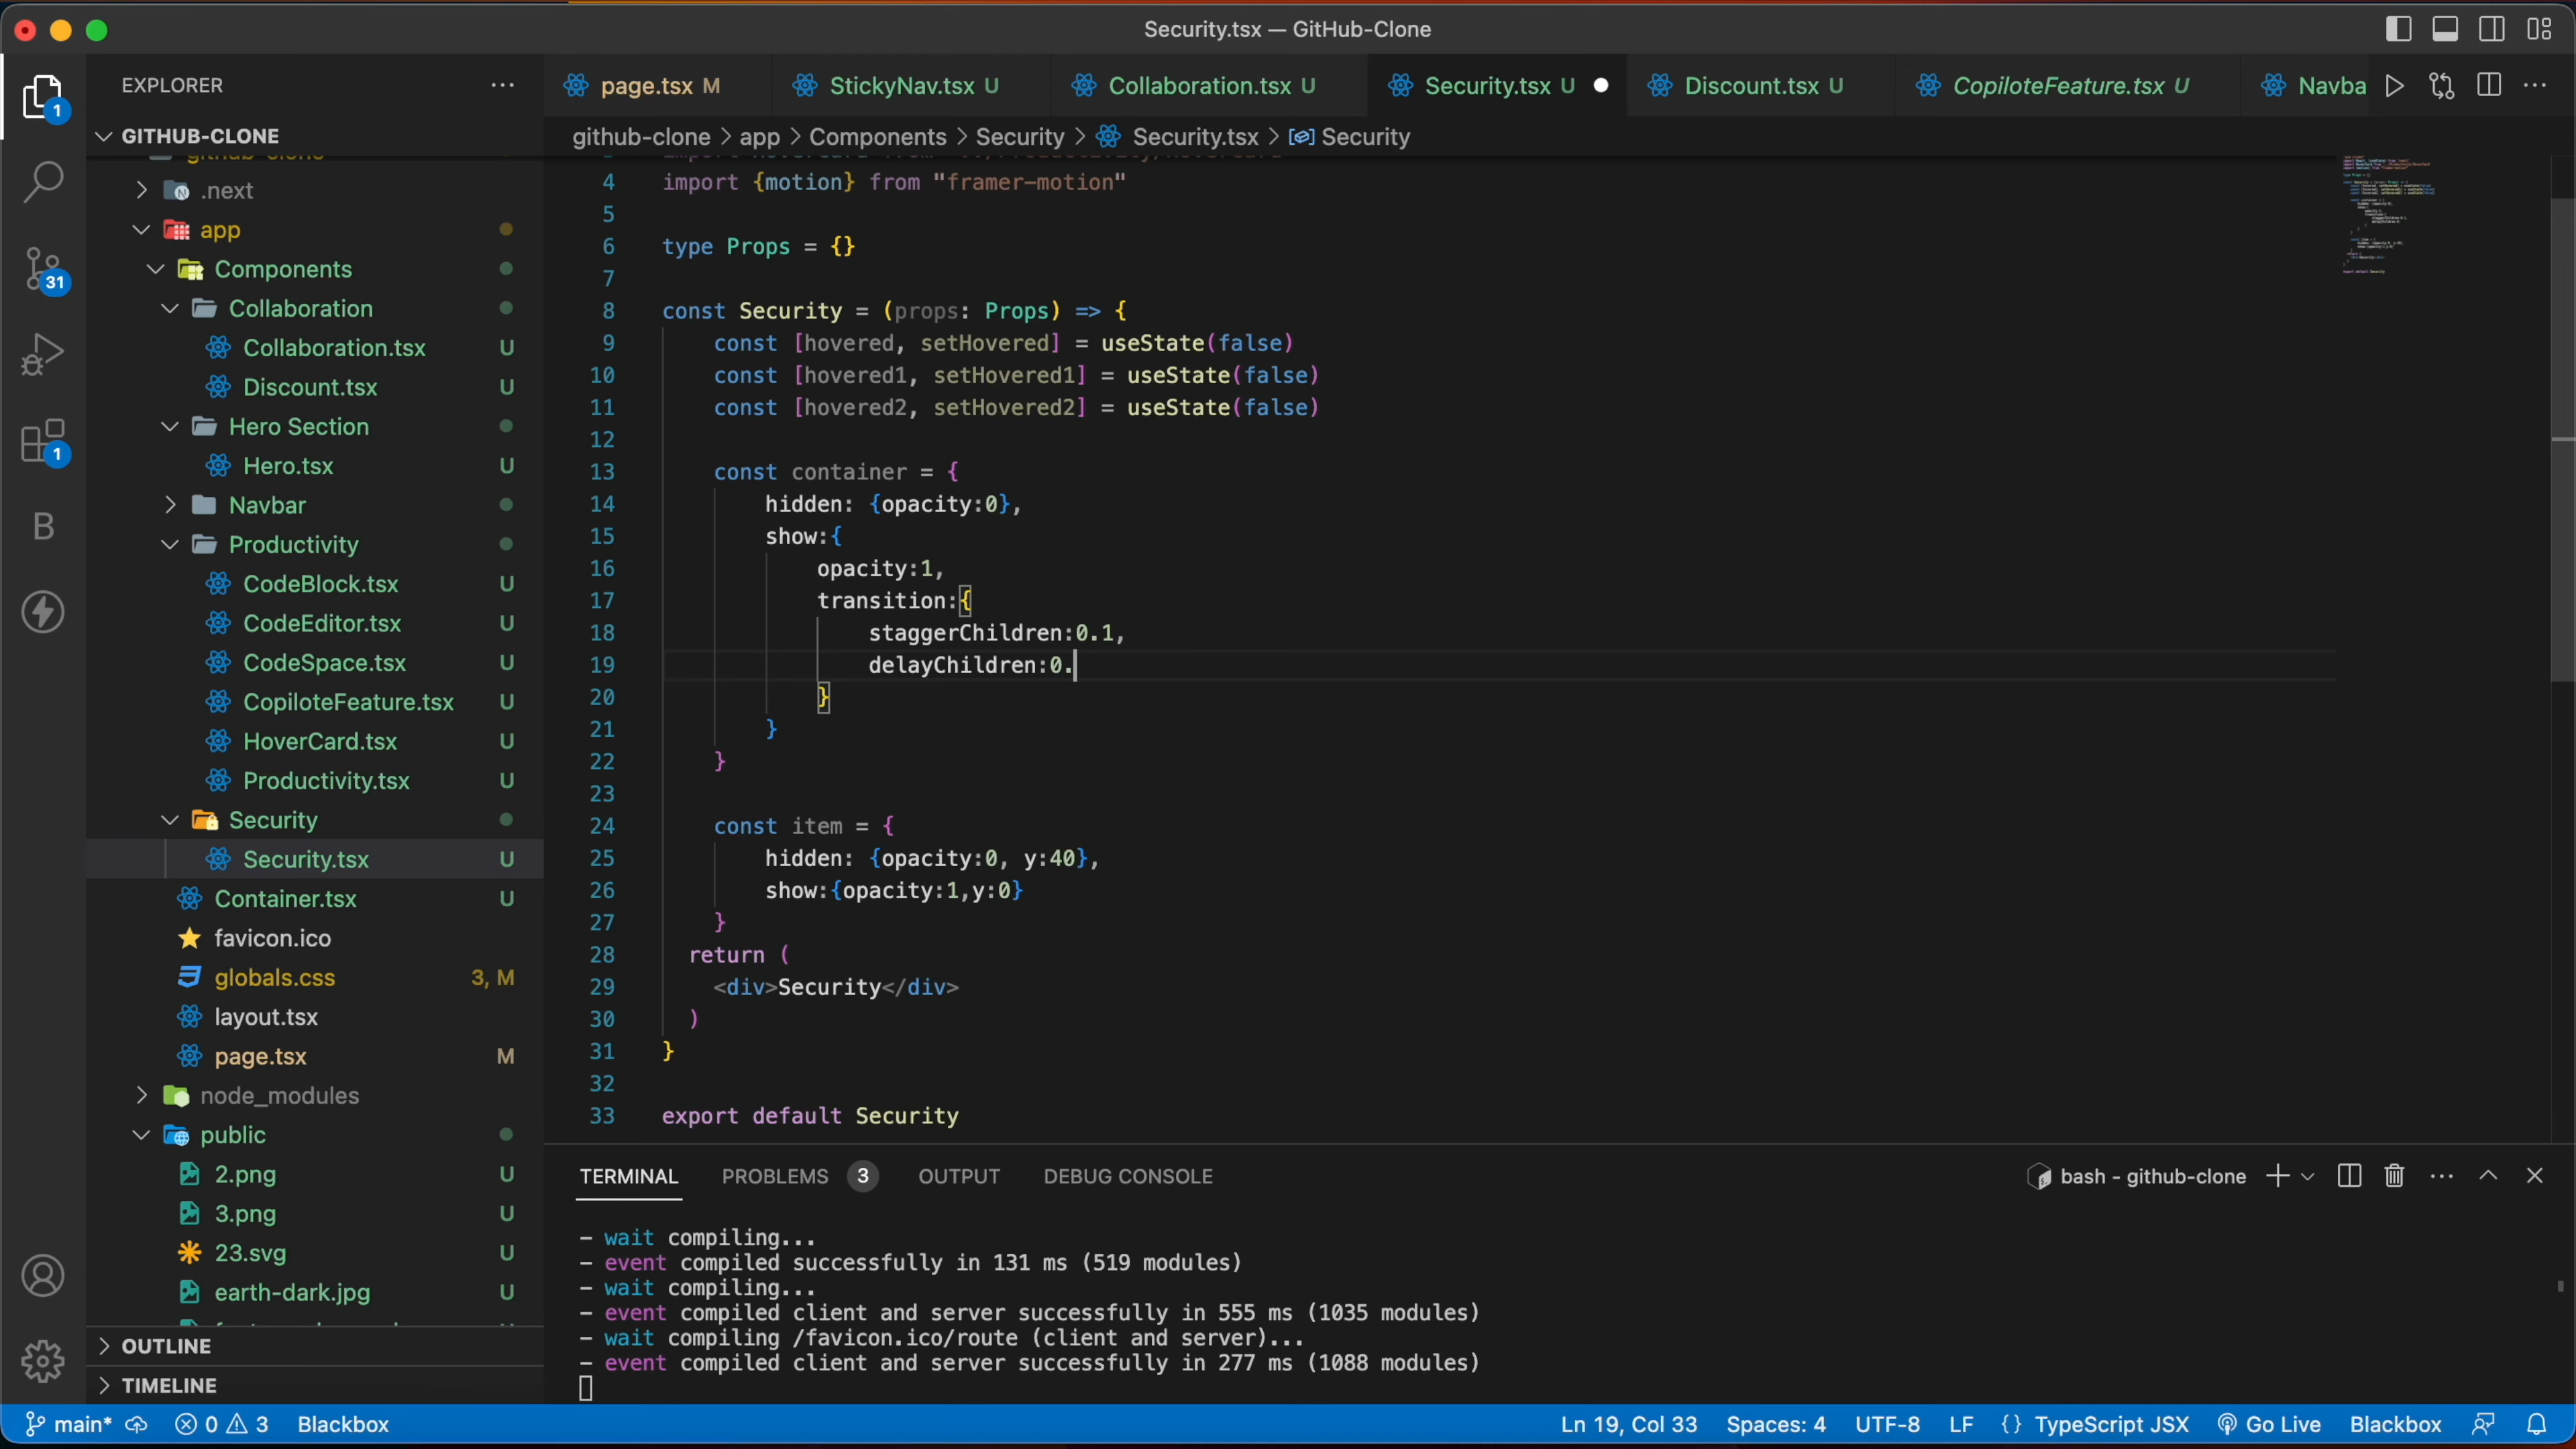 Security.tsx — GitHub-Clone
EXPLORER
GITHUB-CLONE
github-clone
.next
app
Components
Collaboration
Collaboration.tsx U
Discount.tsx U
Hero Section
Hero.tsx U
Navbar
Productivity
CodeBlock.tsx U
CodeEditor.tsx U
CodeSpace.tsx U
CopiloteFeature.tsx U
HoverCard.tsx U
Productivity.tsx U
Security
Security.tsx U
Container.tsx U
favicon.ico
globals.css 3, M
layout.tsx
page.tsx M
node_modules
public
2.png U
3.png U
23.svg U
earth-dark.jpg U
OUTLINE
TIMELINE
1
31
1
B
page.tsx M
StickyNav.tsx U
Collaboration.tsx U
Security.tsx U
Discount.tsx U
CopiloteFeature.tsx U
Navba
github-clone > app > Components > Security > Security.tsx > Security
4 import {motion} from "framer-motion"
5
6 type Props = {}
7
8 const Security = (props: Props) => {
9 const [hovered, setHovered] = useState(false)
10 const [hovered1, setHovered1] = useState(false)
11 const [hovered2, setHovered2] = useState(false)
12
13 const container = {
14 hidden: {opacity:0},
15 show:{
16 opacity:1,
17 transition:{
18 staggerChildren:0.1,
19 delayChildren:0.
20 }
21 }
22 }
23
24 const item = {
25 hidden: {opacity:0, y:40},
26 show:{opacity:1,y:0}
27 }
28 return (
29 <div>Security</div>
30 )
31 }
32
33 export default Security
TERMINAL PROBLEMS 3 OUTPUT DEBUG CONSOLE
bash - github-clone
- wait compiling...
- event compiled successfully in 131 ms (519 modules)
- wait compiling...
- event compiled client and server successfully in 555 ms (1035 modules)
- wait compiling /favicon.ico/route (client and server)...
- event compiled client and server successfully in 277 ms (1088 modules)
main* 0 3 Blackbox
Ln 19, Col 33 Spaces: 4 UTF-8 LF {} TypeScript JSX Go Live Blackbox